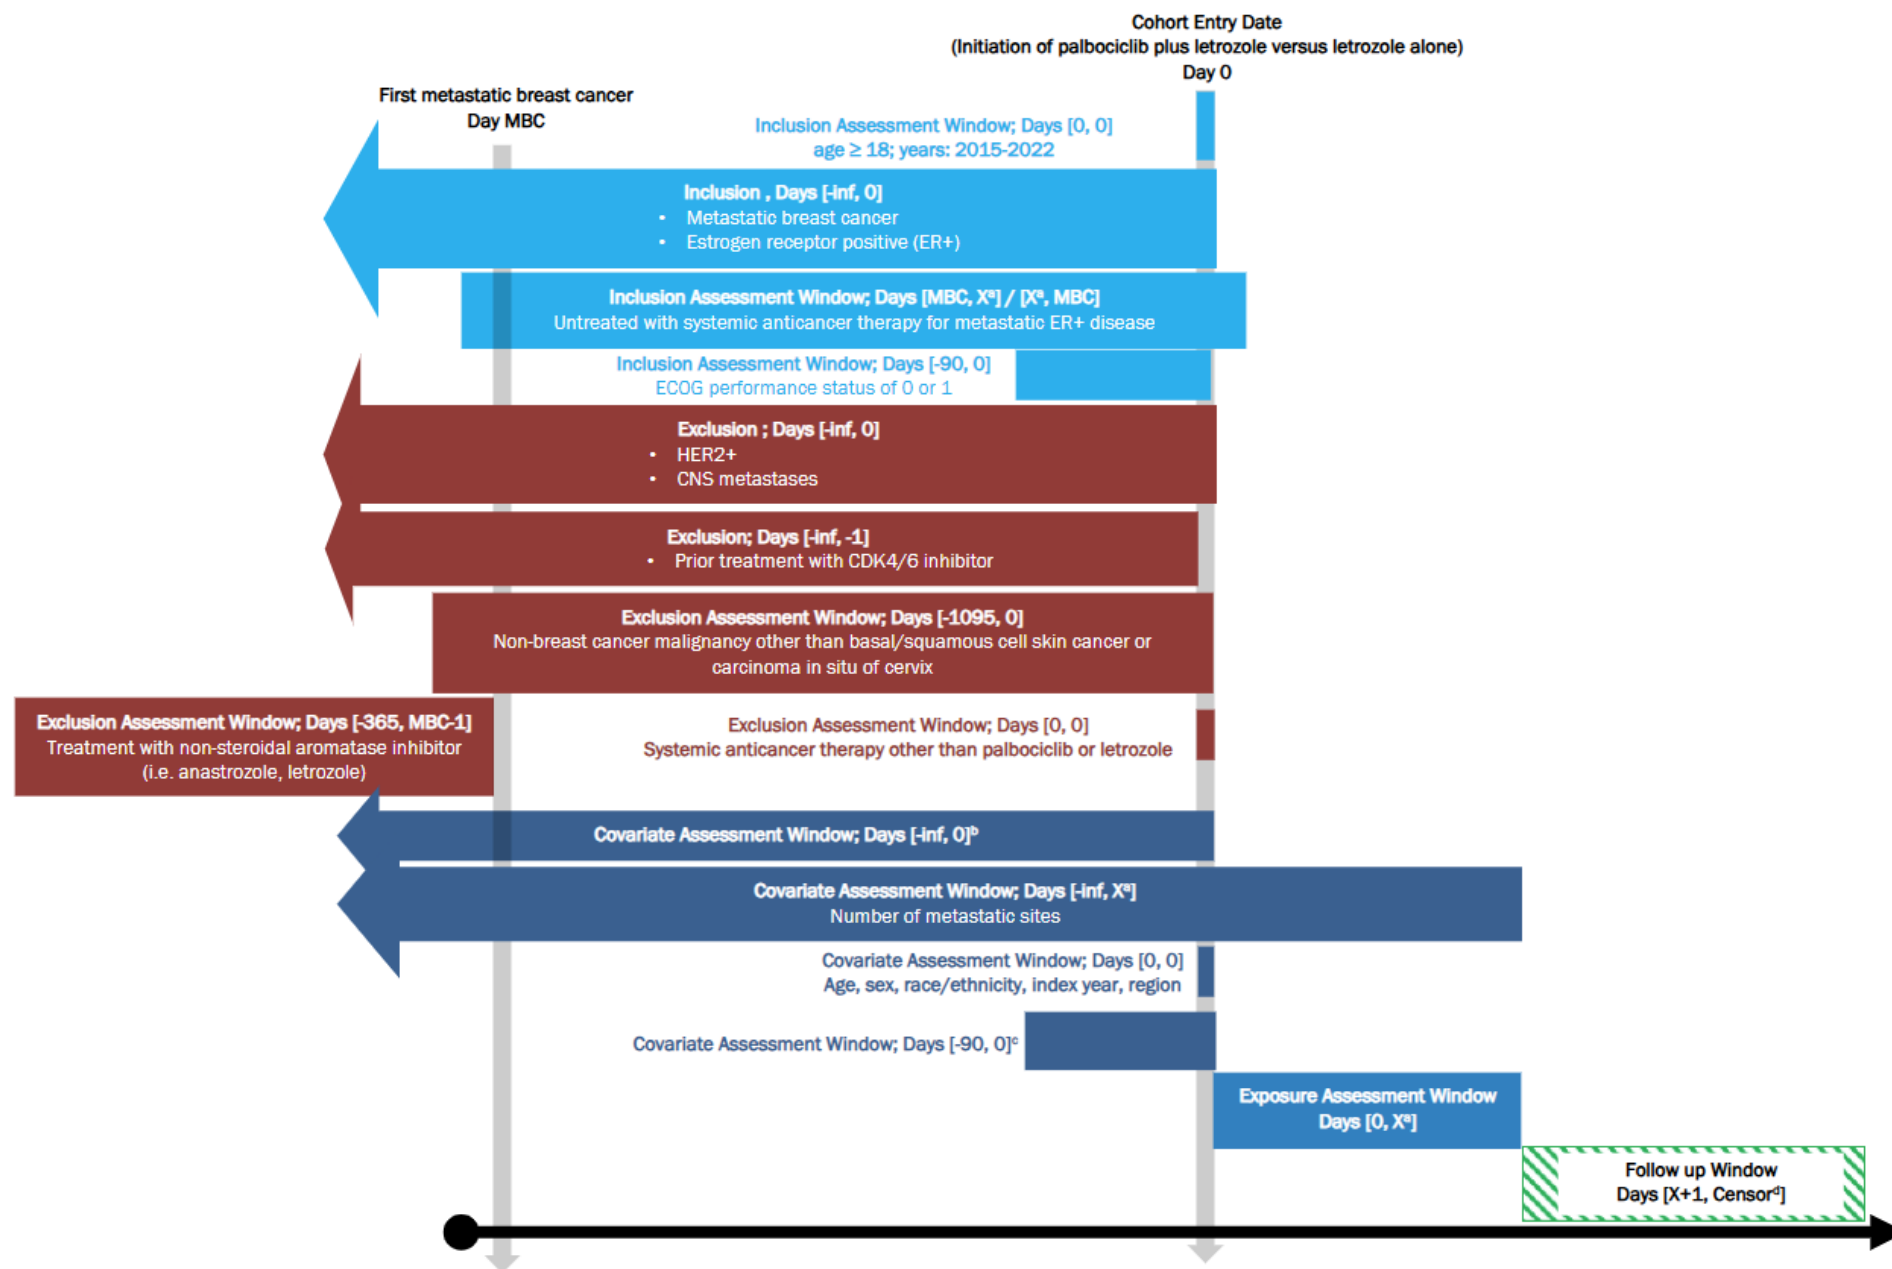 Cohort Entry Date
(Initiation of palbociclib plus letrozole versus letrozole alone)
Day 0
First metastatic breast cancer
Day MBC
Inclusion Assessment Window; Days [0, 0]
age ≥ 18; years: 2015-2022
Inclusion , Days [-inf, 0]
• Metastatic breast cancer
• Estrogen receptor positive (ER+)
Inclusion Assessment Window; Days [MBC, Xᵃ] / [Xᵃ, MBC]
Untreated with systemic anticancer therapy for metastatic ER+ disease
Inclusion Assessment Window; Days [-90, 0]
ECOG performance status of 0 or 1
Exclusion ; Days [-inf, 0]
• HER2+
• CNS metastases
Exclusion; Days [-inf, -1]
• Prior treatment with CDK4/6 inhibitor
Exclusion Assessment Window; Days [-1095, 0]
Non-breast cancer malignancy other than basal/squamous cell skin cancer or
carcinoma in situ of cervix
Exclusion Assessment Window; Days [-365, MBC-1]
Treatment with non-steroidal aromatase inhibitor
(i.e. anastrozole, letrozole)
Exclusion Assessment Window; Days [0, 0]
Systemic anticancer therapy other than palbociclib or letrozole
Covariate Assessment Window; Days [-inf, 0]ᵇ
Covariate Assessment Window; Days [-inf, Xᵃ]
Number of metastatic sites
Covariate Assessment Window; Days [0, 0]
Age, sex, race/ethnicity, index year, region
Covariate Assessment Window; Days [-90, 0]ᶜ
Exposure Assessment Window
Days [0, Xᵃ]
Follow up Window
Days [X+1, Censorᵈ]